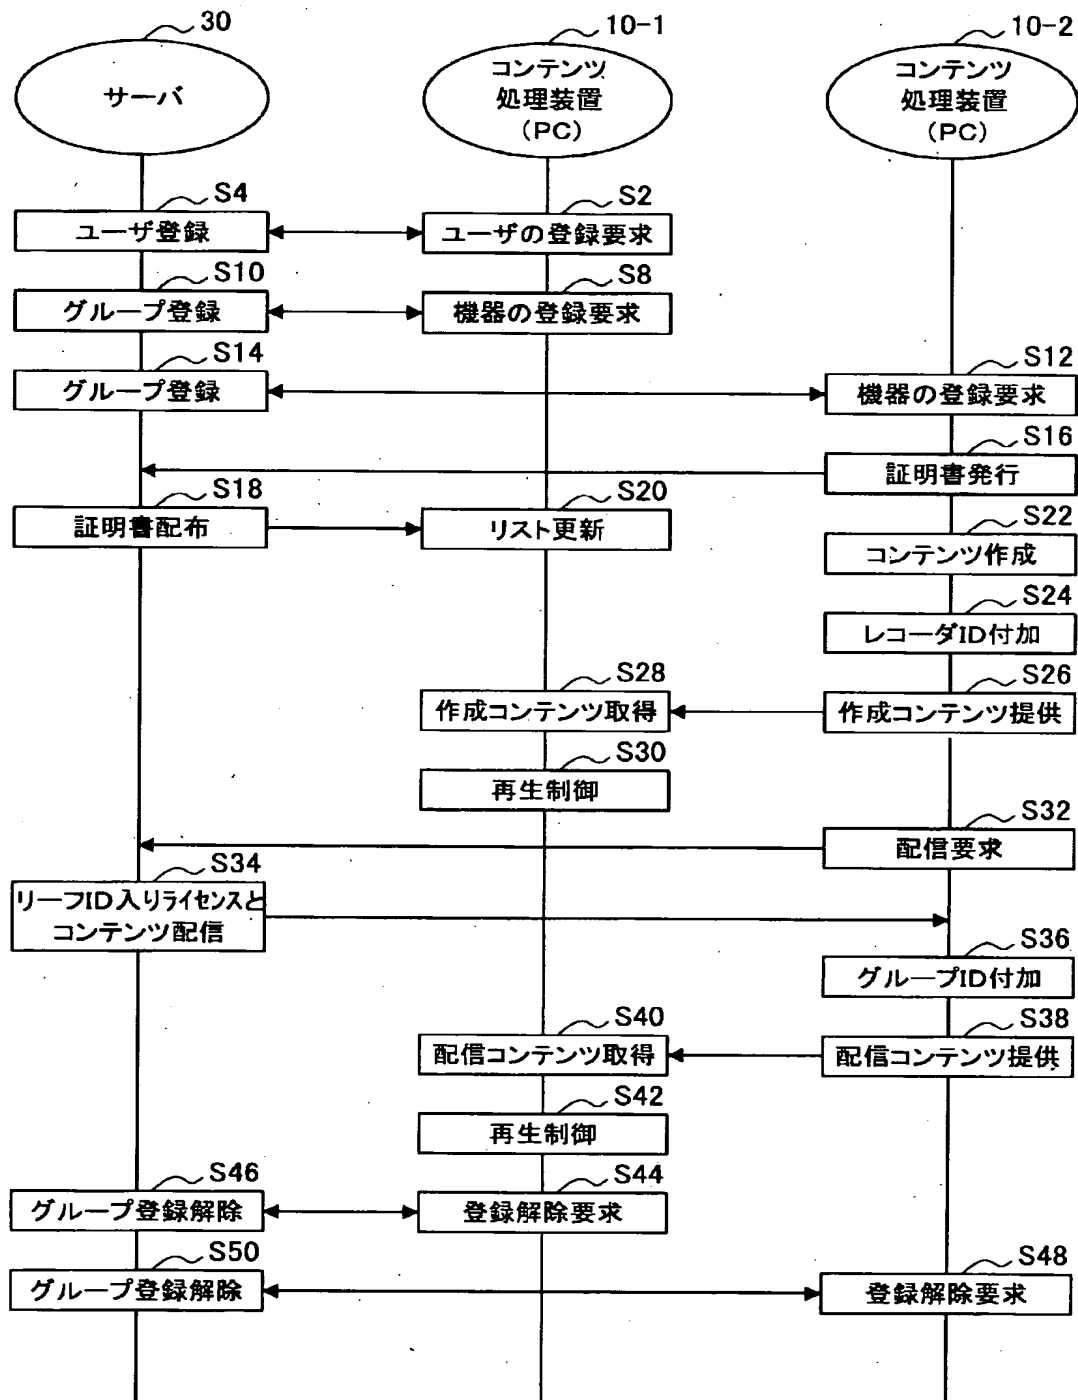 30
10-1
10-2
サーバ
コンテンツ
処理装置
(PC)
コンテンツ
処理装置
(PC)
S4
ユーザ登録
S2
ユーザの登録要求
S10
グループ登録
S8
機器の登録要求
S14
グループ登録
S12
機器の登録要求
S16
証明書発行
S18
証明書配布
S20
リスト更新
S22
コンテンツ作成
S24
レコーダID付加
S28
作成コンテンツ取得
S26
作成コンテンツ提供
S30
再生制御
S32
配信要求
S34
リーフID入りライセンスと
コンテンツ配信
S36
グループID付加
S40
配信コンテンツ取得
S38
配信コンテンツ提供
S42
再生制御
S46
グループ登録解除
S44
登録解除要求
S50
グループ登録解除
S48
登録解除要求